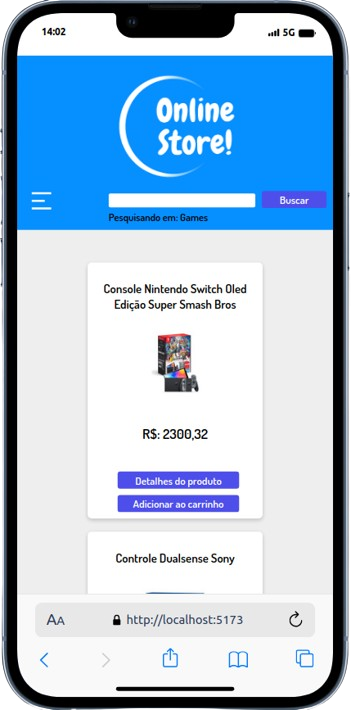 14:02
5G
Online
Store!
Buscar
Pesquisando em: Games
Console Nintendo Switch Oled
Edição Super Smash Bros
R$: 2300,32
Detalhes do produto
Adicionar ao carrinho
Controle Dualsense Sony
AA
http://localhost:5173